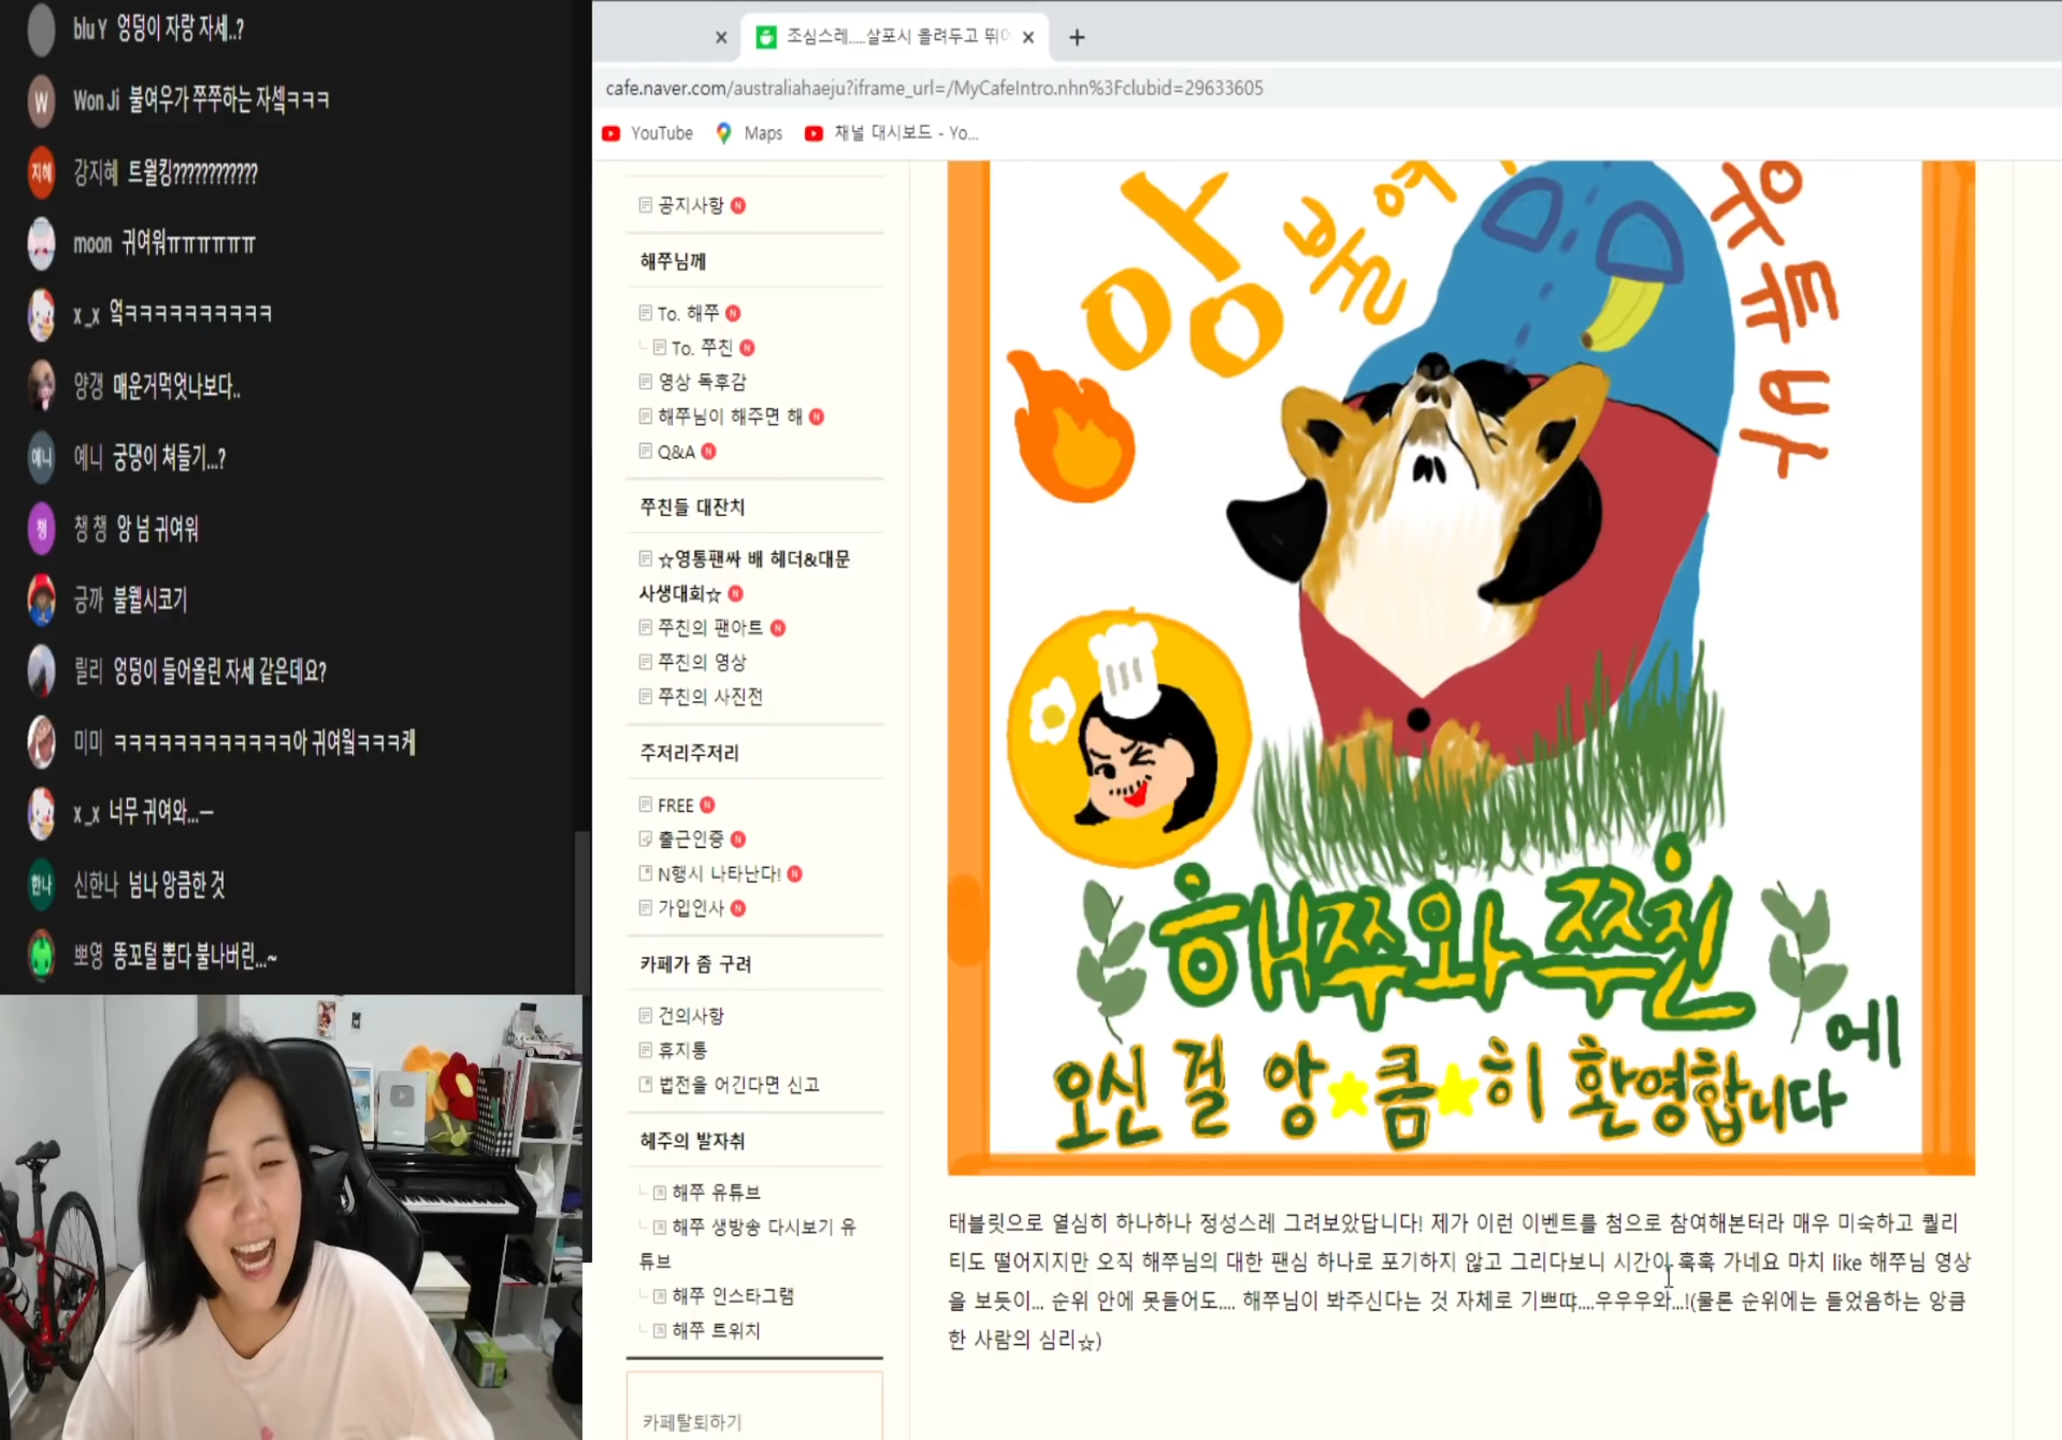 blu Y 엉덩이 자랑 자세..?
W Won Ji 불여우가 쭈쭈하는 자셐ㅋㅋㅋ
지혜 강지혜 트월킹????????????
moon 귀여워ㅠㅠㅠㅠㅠㅠ
x_x 엌ㅋㅋㅋㅋㅋㅋㅋㅋㅋㅋ
양갱 매운거먹엇나보다..
예니 예니 궁댕이 쳐들기...?
챙 챙 챙 앙 넘 귀여워
긍까 불웰시코기
릴리 엉덩이 들어올린 자세 같은데요?
미미 ㅋㅋㅋㅋㅋㅋㅋㅋㅋㅋㅋㅋ아 귀여웤ㅋㅋㅋ케
x_x 너무 귀여와...ㅡ
한나 신한나 넘나 앙큼한 것
뽀영 똥꼬털 뽑다 불나버린...~
조심스레.....살포시 올려두고 뛰어
cafe.naver.com/australiahaeju?iframe_url=/MyCafeIntro.nhn%3Fclubid=29633605
YouTube Maps 채널 대시보드 - Yo...
공지사항 N
해쭈님께
To. 해쭈 N
To. 쭈친 N
영상 독후감
해쭈님이 해주면 해 N
Q&A N
쭈친들 대잔치
☆영통팬싸 배 헤더&대문
사생대회☆ N
쭈친의 팬아트 N
쭈친의 영상
쭈친의 사진전
주저리주저리
FREE N
출근인증 N
N행시 나타난다! N
가입인사 N
카페가 좀 구려
건의사항
휴지통
법전을 어긴다면 신고
헤주의 발자취
해쭈 유튜브
해쭈 생방송 다시보기 유
튜브
해쭈 인스타그램
해쭈 트위치
카페탈퇴하기
앙
불여
유튜바
해쭈와 쭈친
에
오신 걸 앙★큼★히 환영합니다
태블릿으로 열심히 하나하나 정성스레 그려보았답니다! 제가 이런 이벤트를 첨으로 참여해본터라 매우 미숙하고 퀄리
티도 떨어지지만 오직 해쭈님의 대한 팬심 하나로 포기하지 않고 그리다보니 시간이 훅훅 가네요 마치 like 해쭈님 영상
을 보듯이... 순위 안에 못들어도.... 해쭈님이 봐주신다는 것 자체로 기쁘땨....우우우와...!(물론 순위에는 들었음하는 앙큼
한 사람의 심리☆)